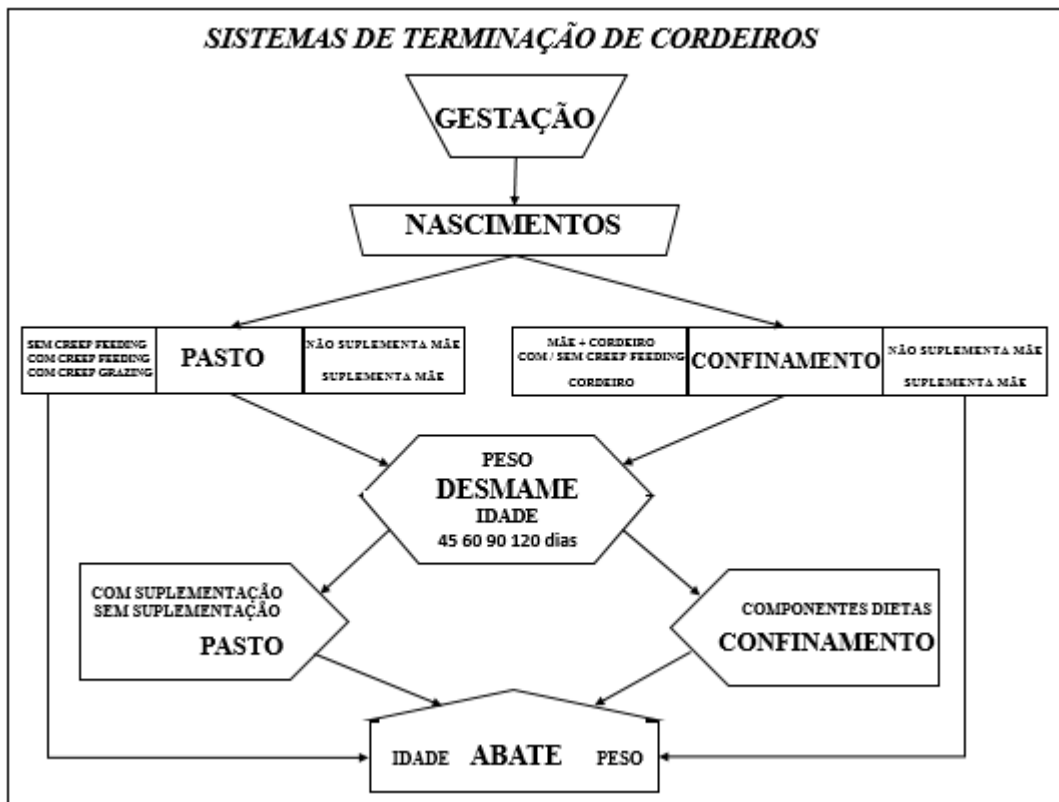 SISTEMAS DE TERMINAÇÃO DE CORDEIROS
GESTAÇÃO
NASCIMENTOS
SEM CREEP FEEDING
COM CREEP FEEDING
COM CREEP GRAZING
PASTO
NÃO SUPLEMENTA MÃE
SUPLEMENTA MÃE
MÃE + CORDEIRO
COM / SEM CREEP FEEDING
CORDEIRO
CONFINAMENTO
NÃO SUPLEMENTA MÃE
SUPLEMENTA MÃE
PESO
DESMAME
IDADE
45 60 90 120 dias
COM SUPLEMENTAÇÃO
SEM SUPLEMENTAÇÃO
PASTO
COMPONENTES DIETAS
CONFINAMENTO
IDADE ABATE PESO